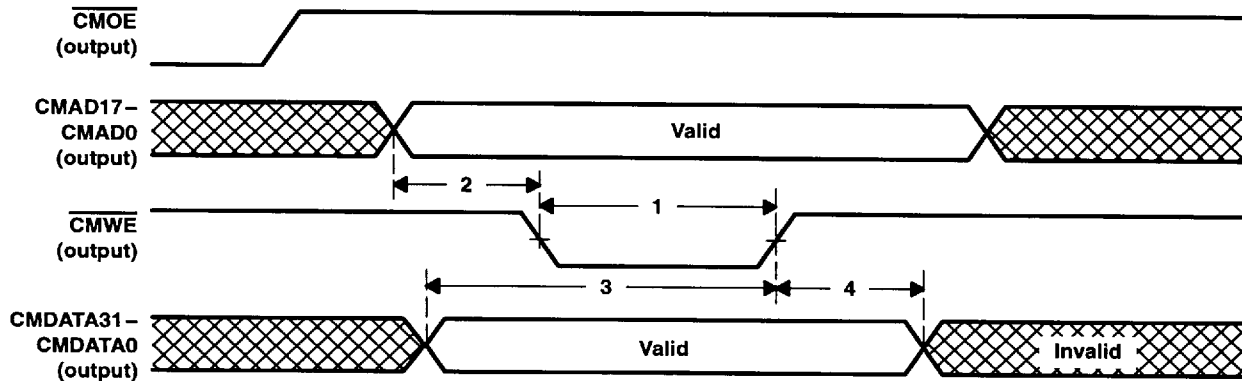 CMOE
(output)
CMAD17–
CMAD0
(output)
Valid
2
1
CMWE
(output)
3
4
CMDATA31–
CMDATA0
(output)
Valid
Invalid